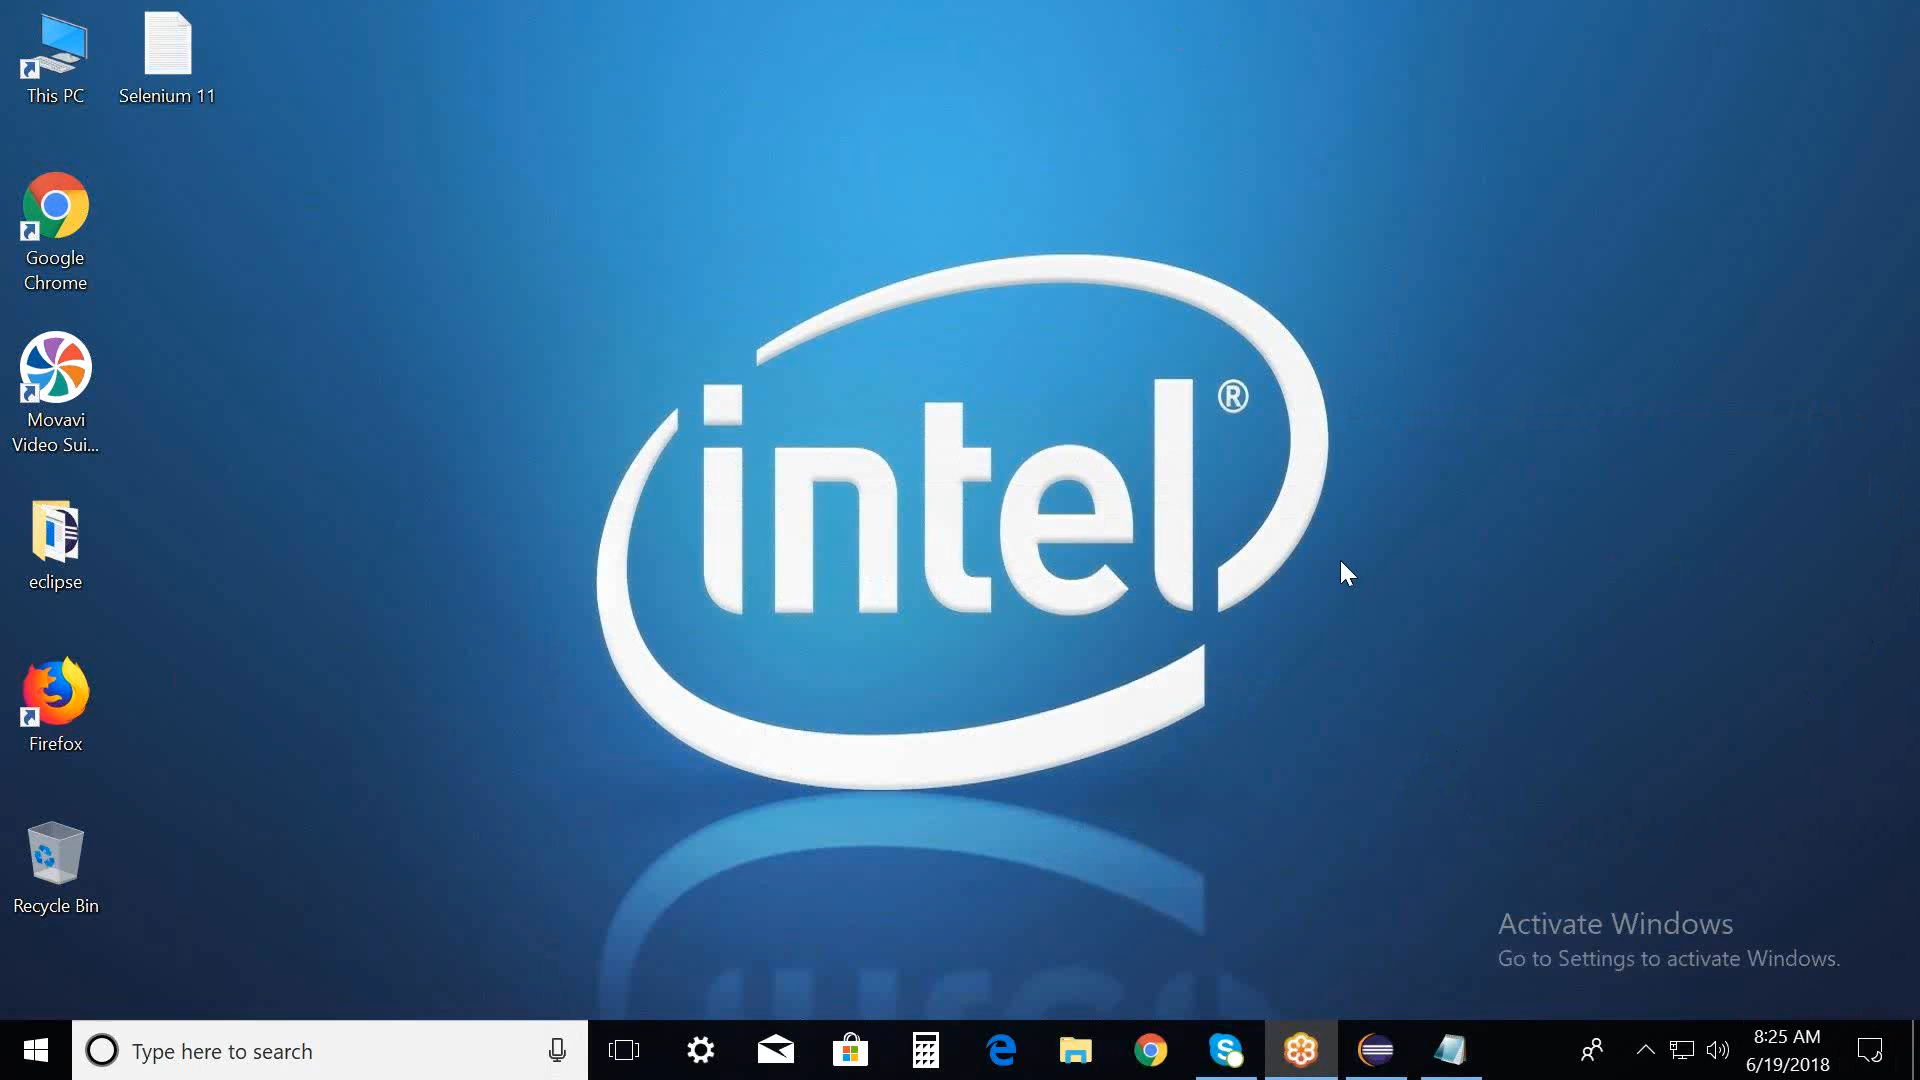 This PC
Selenium 11
Google
Chrome
Movavi
Video Sui...
eclipse
Firefox
Recycle Bin
intel®
Activate Windows
Go to Settings to activate Windows.
Type here to search
8:25 AM
6/19/2018